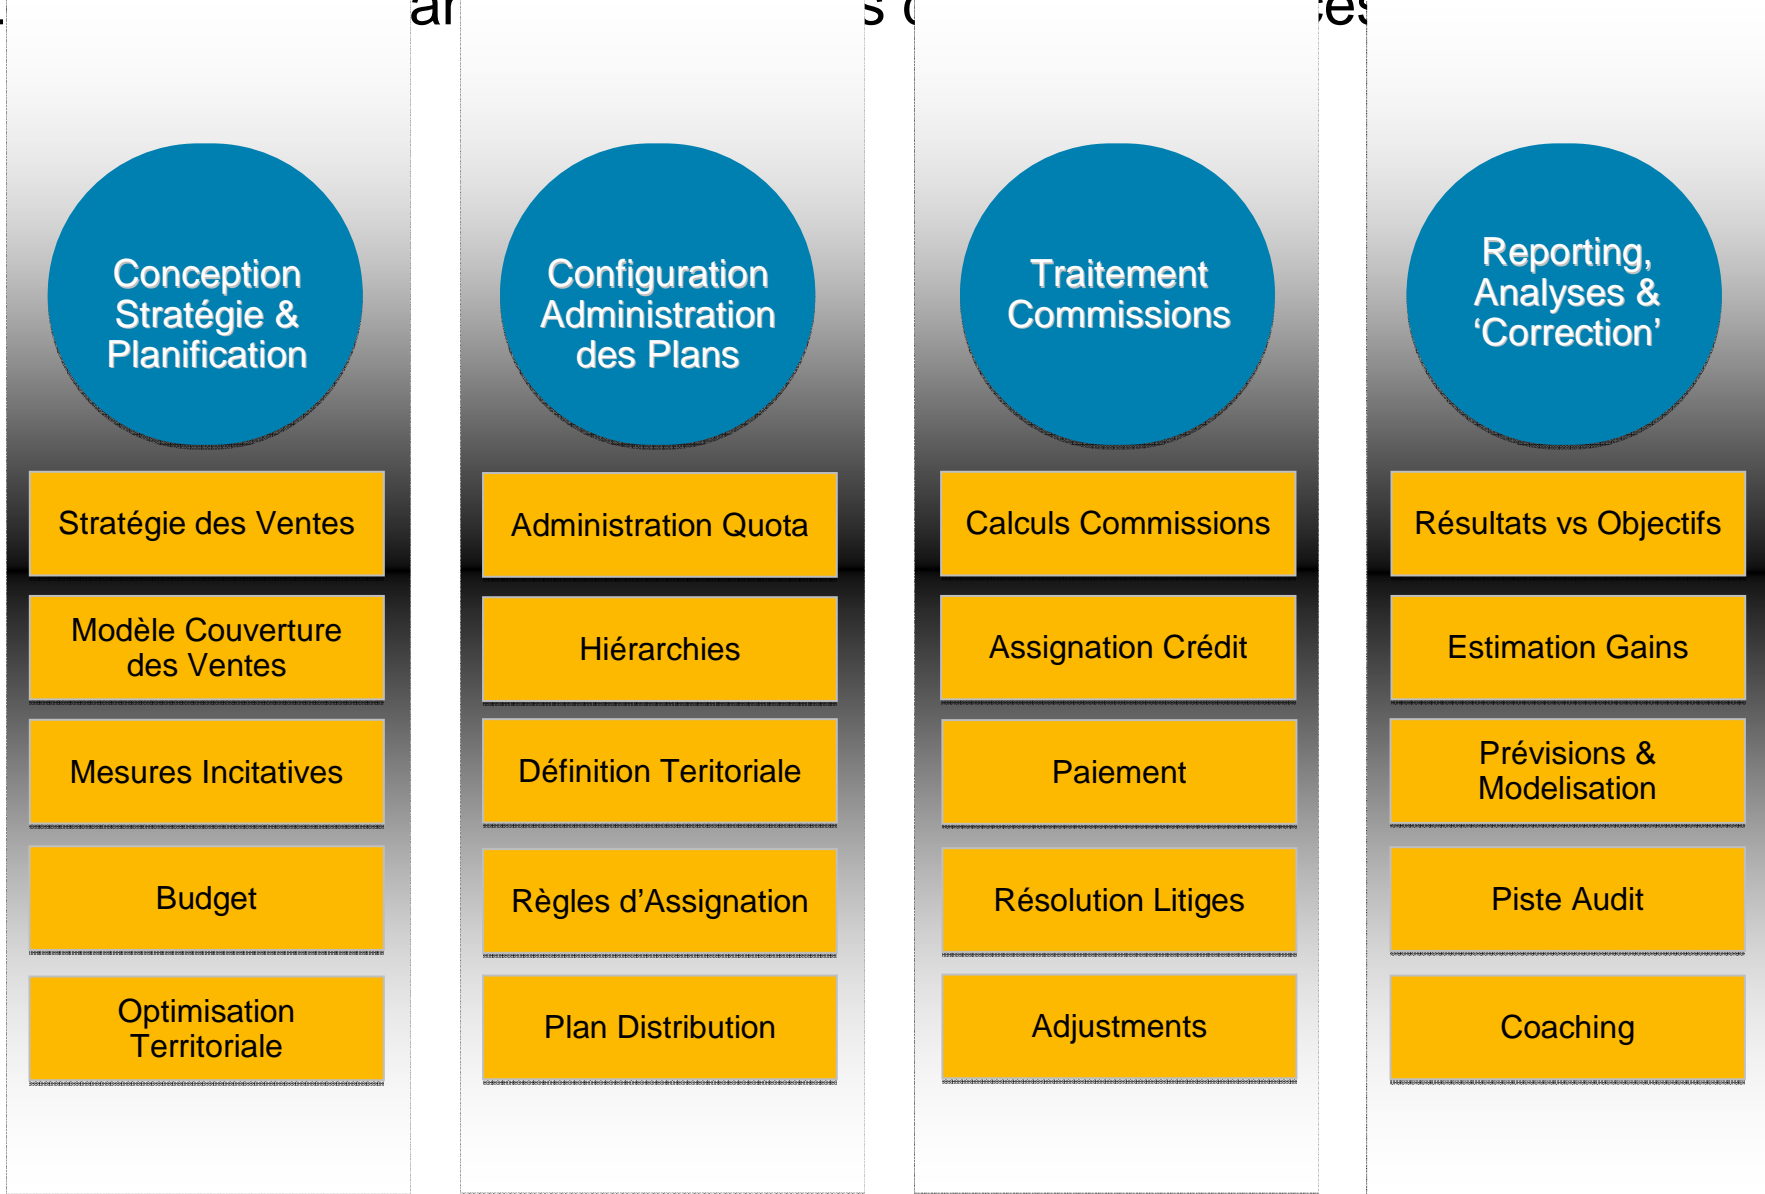 Conception
Stratégie &
Planification
Stratégie des Ventes
Modèle Couverture
des Ventes
Mesures Incitatives
Budget
Optimisation
Territoriale
Configuration
Administration
des Plans
Administration Quota
Hiérarchies
Définition Teritoriale
Règles d’Assignation
Plan Distribution
Traitement
Commissions
Calculs Commissions
Assignation Crédit
Paiement
Résolution Litiges
Adjustments
Reporting,
Analyses &
‘Correction’
Résultats vs Objectifs
Estimation Gains
Prévisions &
Modelisation
Piste Audit
Coaching